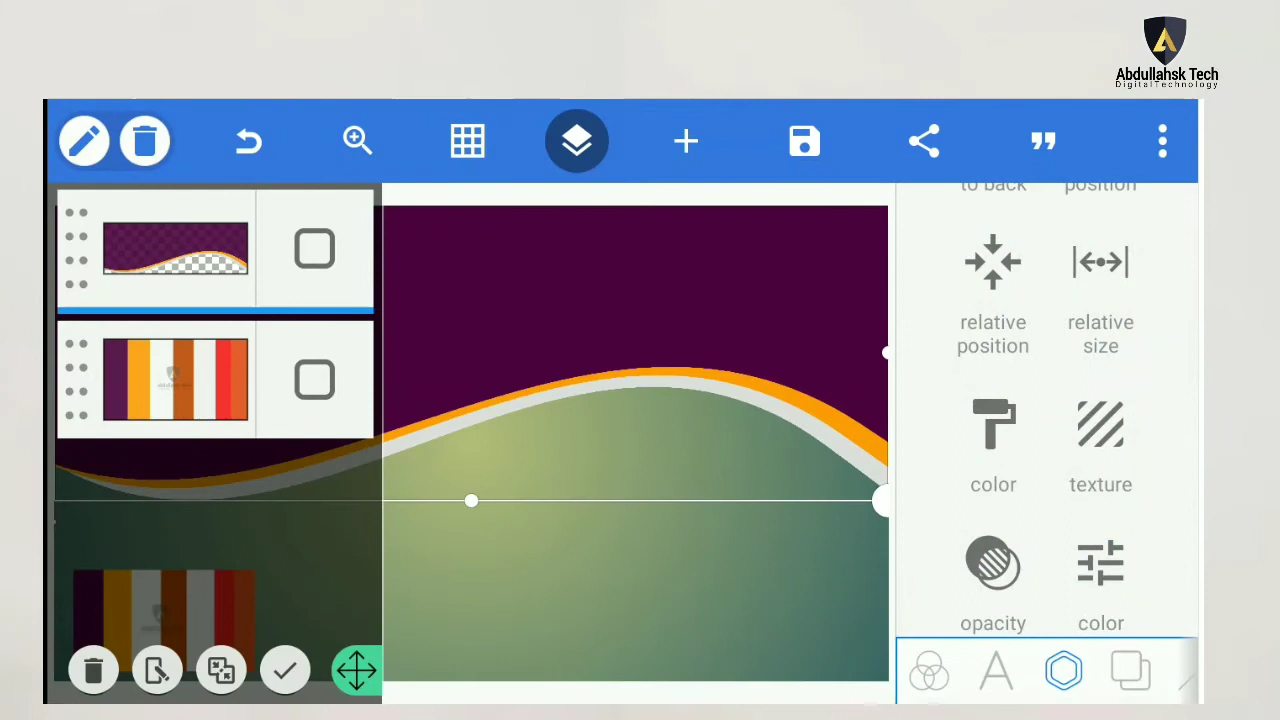 Abdullahsk Tech
DigitalTechnology
to back
position
relative
position
relative
size
color
texture
opacity
color